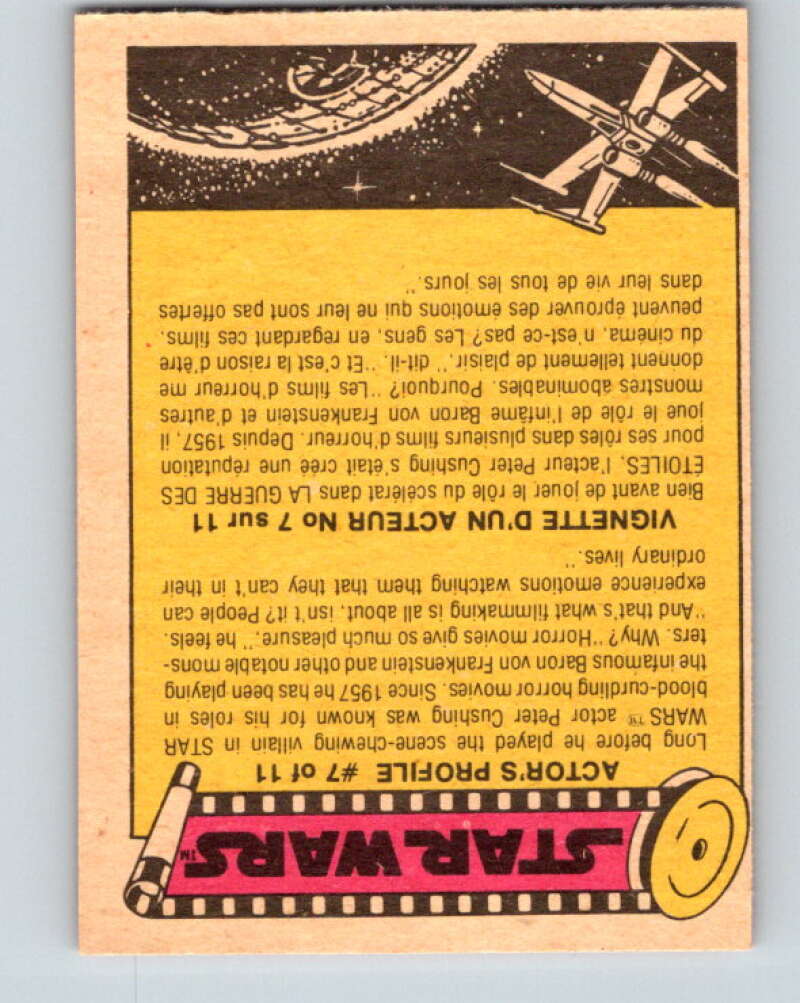 STAR WARS™
ACTOR'S PROFILE #7 of 11
Long before he played the scene-chewing villain in STAR
WARS™ actor Peter Cushing was known for his roles in
blood-curdling horror movies. Since 1957 he has been playing
the infamous Baron von Frankenstein and other notable mons-
ters. Why? "Horror movies give so much pleasure," he feels.
"And that's what filmmaking is all about, isn't it? People can
experience emotions watching them that they can't in their
ordinary lives."
VIGNETTE D'UN ACTEUR No 7 sur 11
Bien avant de jouer le rôle du scélérat dans LA GUERRE DES
ÉTOILES, l'acteur Peter Cushing s'était créé une réputation
pour ses rôles dans plusieurs films d'horreur. Depuis 1957, il
joue le rôle de l'infâme Baron von Frankenstein et d'autres
monstres abominables. Pourquoi? "Les films d'horreur me
donnent tellement de plaisir," dit-il. "Et c'est la raison d'être
du cinéma, n'est-ce pas? Les gens, en regardant ces films,
peuvent éprouver des émotions qui ne leur sont pas offertes
dans leur vie de tous les jours."